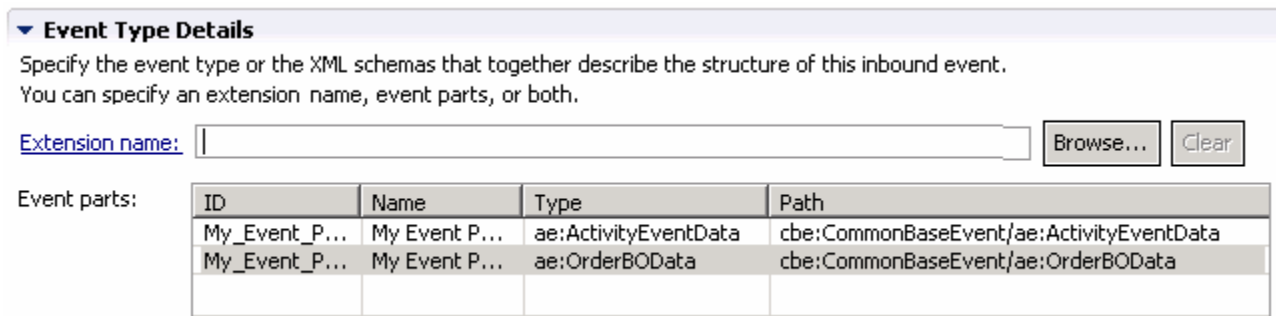 Event Type Details
Specify the event type or the XML schemas that together describe the structure of this inbound event.
You can specify an extension name, event parts, or both.
Extension name: Browse... Clear
Event parts: ID Name Type Path
My_Event_P... My Event P... ae:ActivityEventData cbe:CommonBaseEvent/ae:ActivityEventData
My_Event_P... My Event P... ae:OrderBOData cbe:CommonBaseEvent/ae:OrderBOData